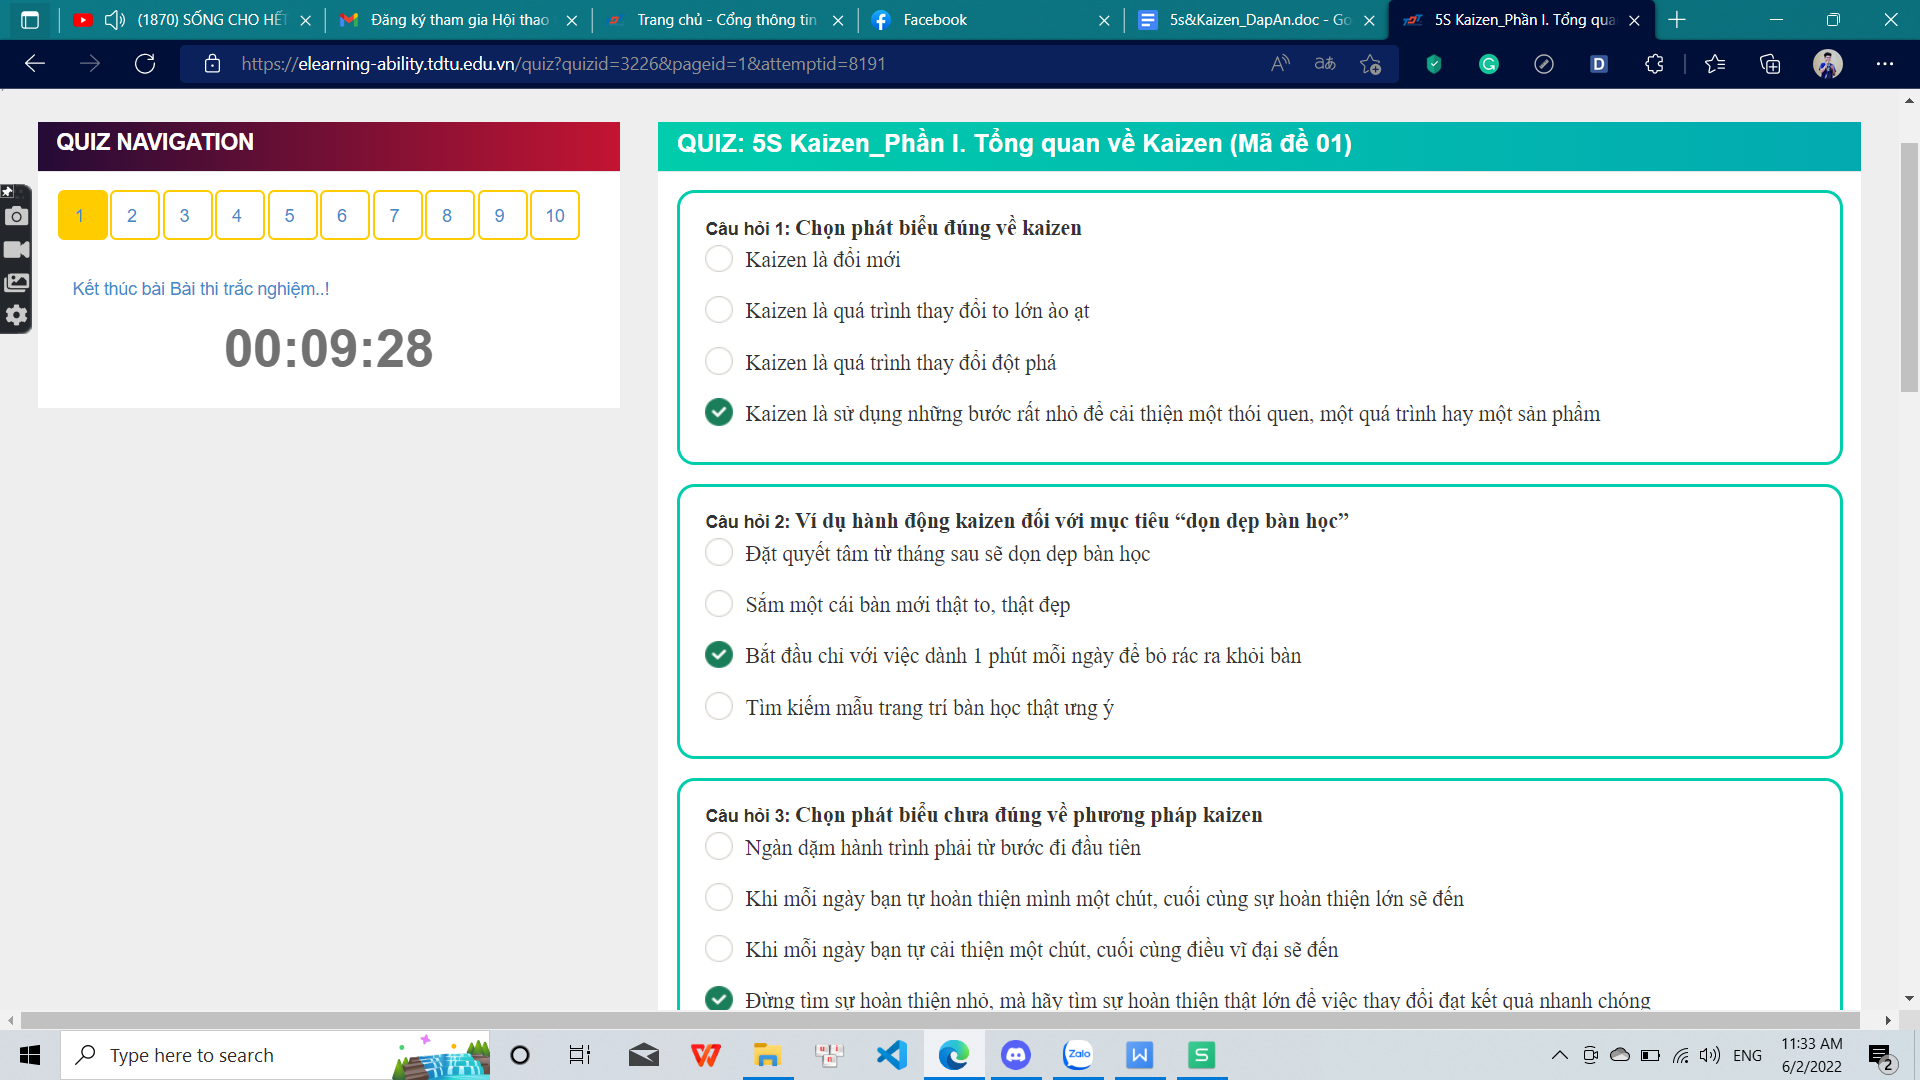 (1870) SỐNG CHO HẾT
Đăng ký tham gia Hội thao
Trang chủ - Cổng thông tin
Facebook
5s&Kaizen_DapAn.doc - Go
5S Kaizen_Phần I. Tổng qua
https://elearning-ability.tdtu.edu.vn/quiz?quizid=3226&pageid=1&attemptid=8191
QUIZ NAVIGATION
1 2 3 4 5 6 7 8 9 10
Kết thúc bài Bài thi trắc nghiệm..!
00:09:28
QUIZ: 5S Kaizen_Phần I. Tổng quan về Kaizen (Mã đề 01)
Câu hỏi 1: Chọn phát biểu đúng về kaizen
Kaizen là đổi mới
Kaizen là quá trình thay đổi to lớn ào ạt
Kaizen là quá trình thay đổi đột phá
Kaizen là sử dụng những bước rất nhỏ để cải thiện một thói quen, một quá trình hay một sản phẩm
Câu hỏi 2: Ví dụ hành động kaizen đối với mục tiêu “dọn dẹp bàn học”
Đặt quyết tâm từ tháng sau sẽ dọn dẹp bàn học
Sắm một cái bàn mới thật to, thật đẹp
Bắt đầu chỉ với việc dành 1 phút mỗi ngày để bỏ rác ra khỏi bàn
Tìm kiếm mẫu trang trí bàn học thật ưng ý
Câu hỏi 3: Chọn phát biểu chưa đúng về phương pháp kaizen
Ngàn dặm hành trình phải từ bước đi đầu tiên
Khi mỗi ngày bạn tự hoàn thiện mình một chút, cuối cùng sự hoàn thiện lớn sẽ đến
Khi mỗi ngày bạn tự cải thiện một chút, cuối cùng điều vĩ đại sẽ đến
Đừng tìm sự hoàn thiện nhỏ, mà hãy tìm sự hoàn thiện thật lớn để việc thay đổi đạt kết quả nhanh chóng
Type here to search
Zalo
ENG
11:33 AM
6/2/2022
2